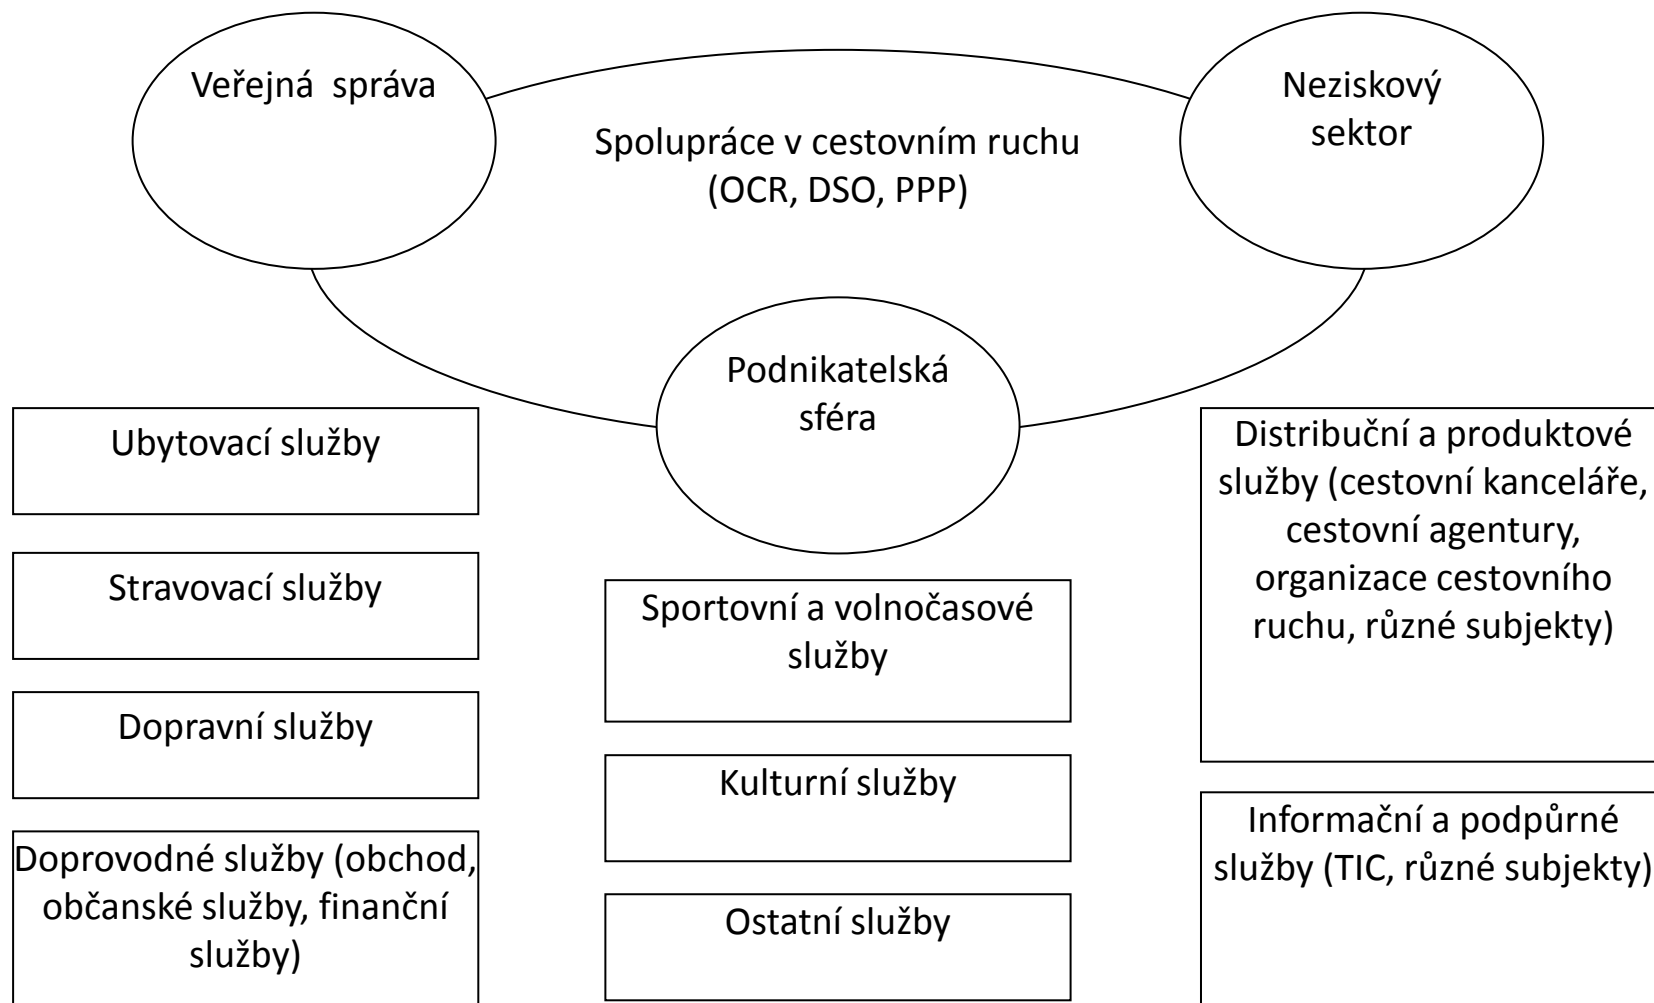 Veřejná správa
Neziskový
sektor
Spolupráce v cestovním ruchu
(OCR, DSO, PPP)
Podnikatelská
sféra
Ubytovací služby
Stravovací služby
Dopravní služby
Doprovodné služby (obchod,
občanské služby, finanční
služby)
Sportovní a volnočasové
služby
Kulturní služby
Ostatní služby
Distribuční a produktové
služby (cestovní kanceláře,
cestovní agentury,
organizace cestovního
ruchu, různé subjekty)
Informační a podpůrné
služby (TIC, různé subjekty)